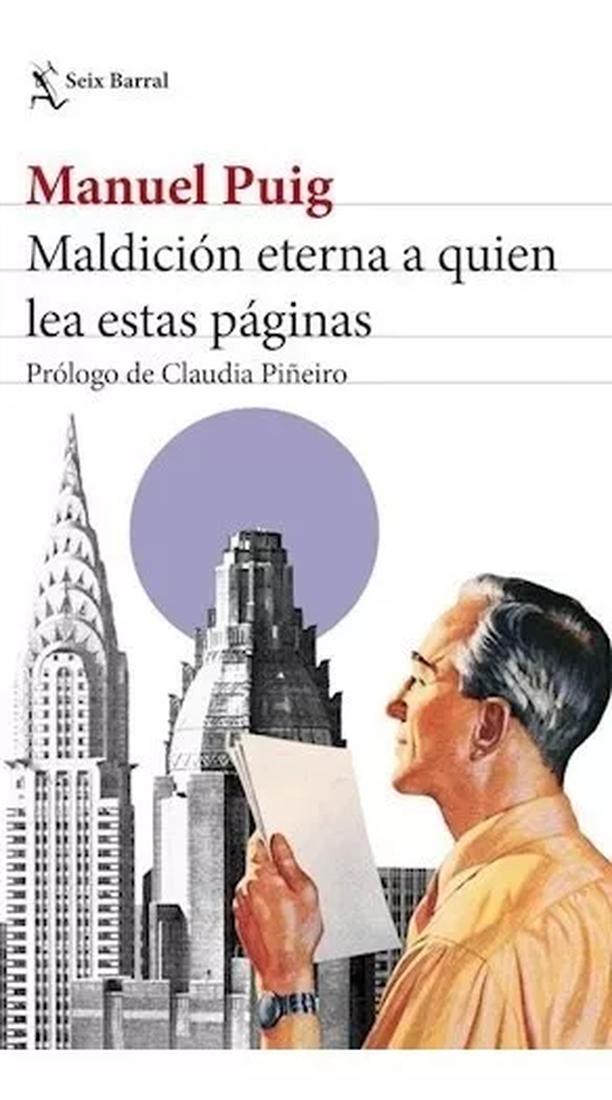 Seix Barral
Manuel Puig
Maldición eterna a quien
lea estas páginas
Prólogo de Claudia Piñeiro